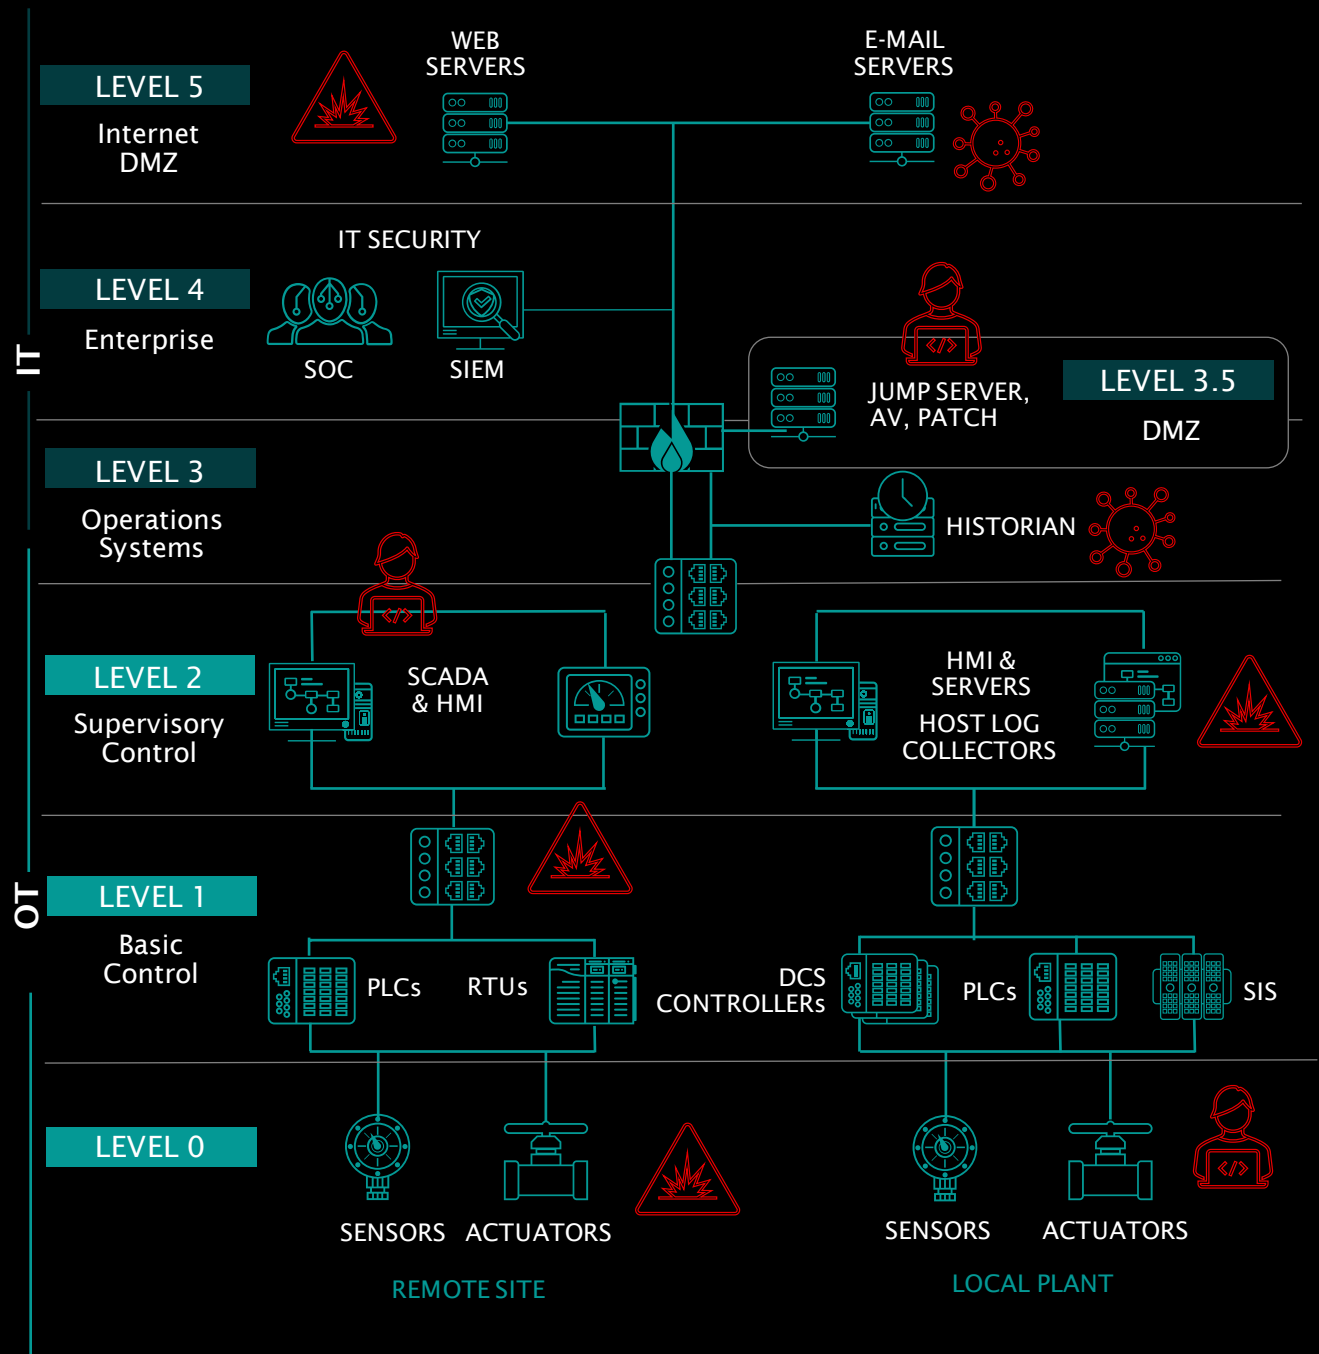 WEB
SERVERS
E-MAIL
SERVERS
LEVEL 5
Internet
DMZ
IT SECURITY
LEVEL 4
Enterprise
SOC
SIEM
IT
JUMP SERVER,
AV, PATCH
LEVEL 3.5
DMZ
LEVEL 3
Operations
Systems
HISTORIAN
LEVEL 2
Supervisory
Control
SCADA
& HMI
HMI &
SERVERS
HOST LOG
COLLECTORS
OT
LEVEL 1
Basic
Control
PLCs
RTUs
DCS
CONTROLLERs
PLCs
SIS
LEVEL 0
SENSORS
ACTUATORS
SENSORS
ACTUATORS
REMOTE SITE
LOCAL PLANT